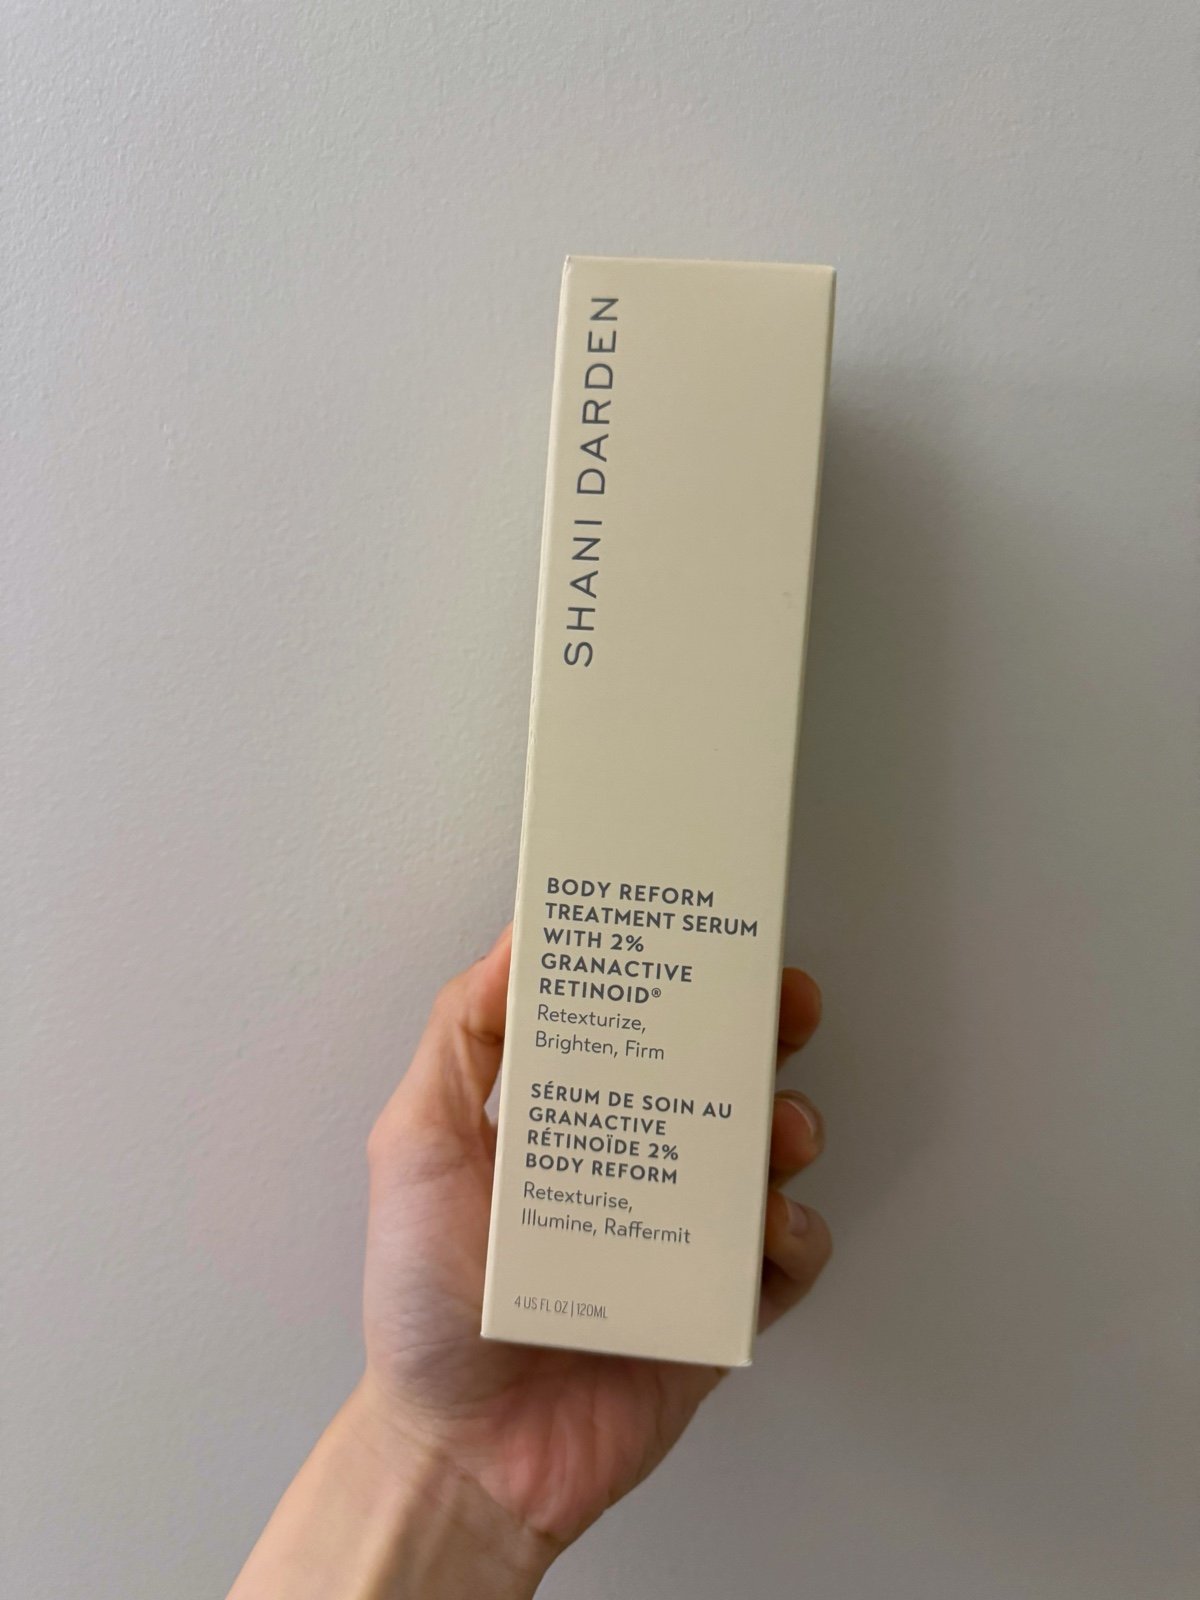 SHANI DARDEN
BODY REFORM
TREATMENT SERUM
WITH 2%
GRANACTIVE
RETINOID®
Retexturize,
Brighten, Firm
SÉRUM DE SOIN AU
GRANACTIVE
RÉTINOÏDE 2%
BODY REFORM
Retexturise,
Illumine, Raffermit
4 US FL OZ | 120ML